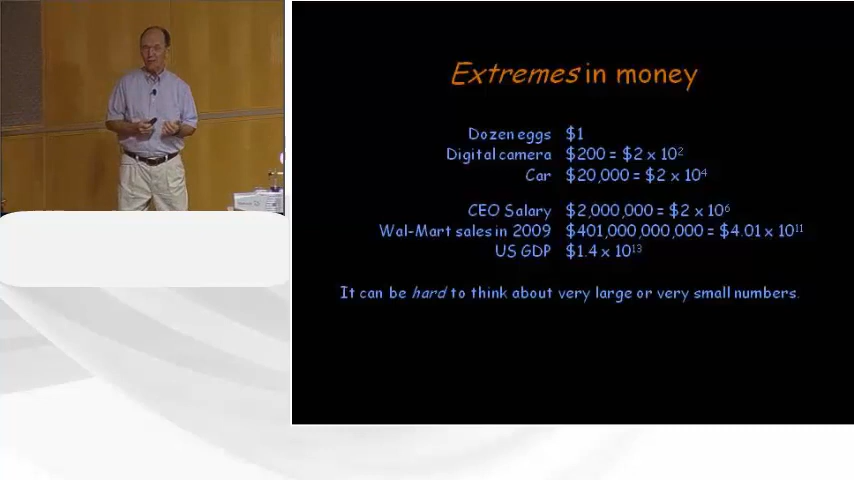 Extremes in money
Dozen eggs $1
Digital camera $200 = $2 x 10²
Car $20,000 = $2 x 10⁴
CEO Salary $2,000,000 = $2 x 10⁶
Wal-Mart sales in 2009 $401,000,000,000 = $4.01 x 10¹¹
US GDP $1.4 x 10¹³
It can be hard to think about very large or very small numbers.